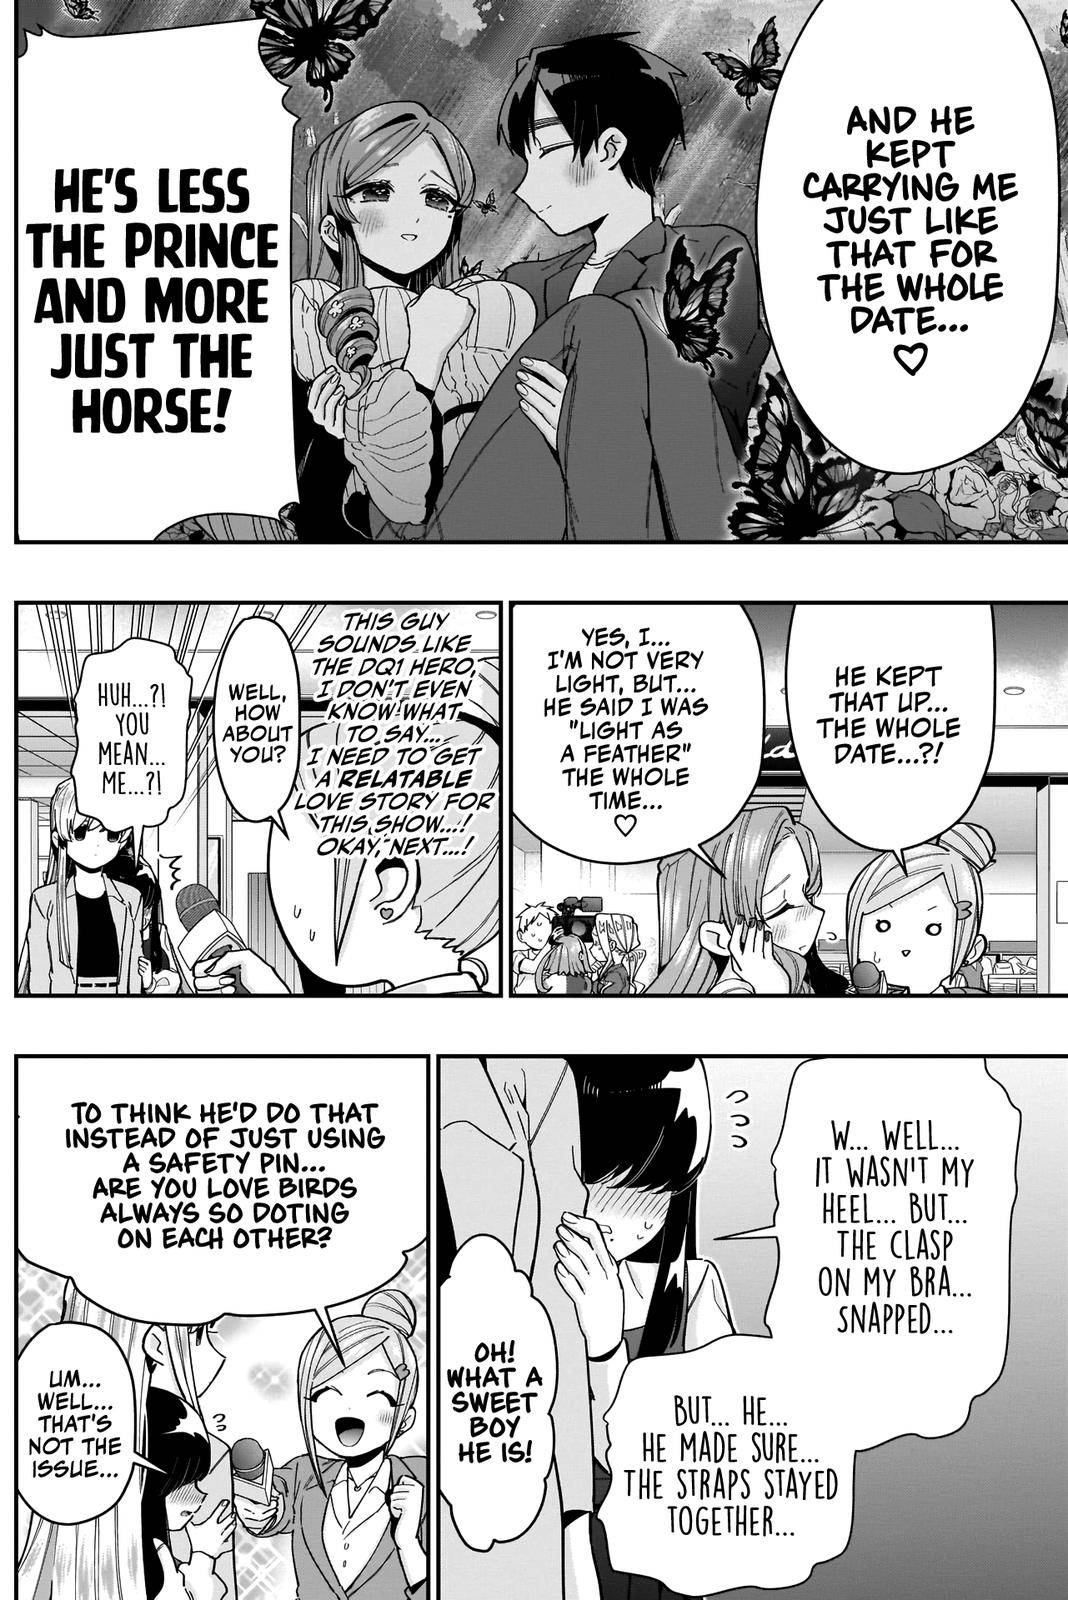 AND HE
KEPT
CARRYING ME
JUST LIKE
THAT FOR
THE WHOLE
DATE...
♡
HE'S LESS
THE PRINCE
AND MORE
JUST THE
HORSE!
HE KEPT
THAT UP...
THE WHOLE
DATE...?!
YES, I...
I'M NOT VERY
LIGHT, BUT...
HE SAID I WAS
"LIGHT AS
A FEATHER"
THE WHOLE
TIME...
♡
THIS GUY
SOUNDS LIKE
THE DQ1 HERO,
I DON'T EVEN
KNOW WHAT
TO SAY...
I NEED TO GET
A RELATABLE
LOVE STORY FOR
THIS SHOW...!
OKAY, NEXT...!
WELL,
HOW
ABOUT
YOU?
HUH...?!
YOU
MEAN...
ME...?!
W... WELL...
IT WASN'T MY
HEEL... BUT...
THE CLASP
ON MY BRA...
SNAPPED...
BUT... HE...
HE MADE SURE...
THE STRAPS STAYED
TOGETHER...
OH!
WHAT A
SWEET
BOY
HE IS!
TO THINK HE'D DO THAT
INSTEAD OF JUST USING
A SAFETY PIN...
ARE YOU LOVE BIRDS
ALWAYS SO DOTING
ON EACH OTHER?
UM...
WELL...
THAT'S
NOT THE
ISSUE...